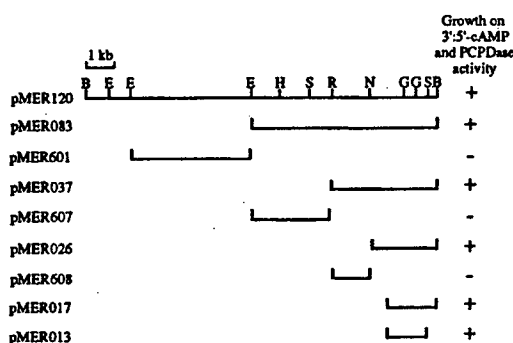 Growth on
3':5'-cAMP
and PCPDase
activity
1 kb
B E E E H S R N G G S B
pMER120 +
pMER083 +
pMER601 -
pMER037 +
pMER607 -
pMER026 +
pMER608 -
pMER017 +
pMER013 +